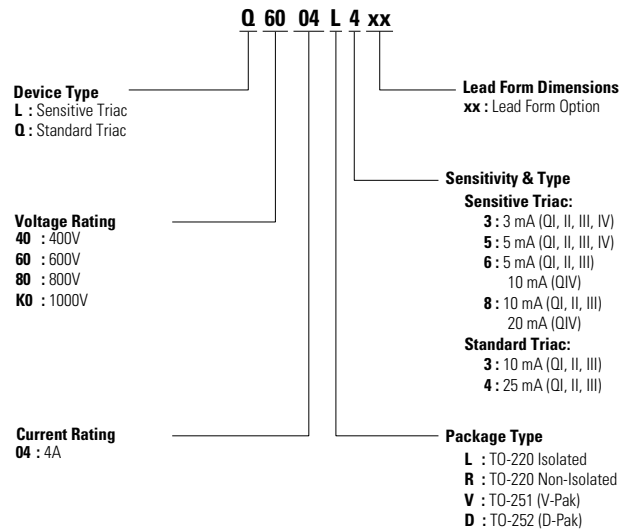 Q 60 04 L 4 xx
Device Type
L : Sensitive Triac
Q : Standard Triac
Voltage Rating
40 : 400V
60 : 600V
80 : 800V
K0 : 1000V
Current Rating
04 : 4A
Lead Form Dimensions
xx : Lead Form Option
Sensitivity & Type
Sensitive Triac:
3 : 3 mA (QI, II, III, IV)
5 : 5 mA (QI, II, III, IV)
6 : 5 mA (QI, II, III)
10 mA (QIV)
8 : 10 mA (QI, II, III)
20 mA (QIV)
Standard Triac:
3 : 10 mA (QI, II, III)
4 : 25 mA (QI, II, III)
Package Type
L : TO-220 Isolated
R : TO-220 Non-Isolated
V : TO-251 (V-Pak)
D : TO-252 (D-Pak)